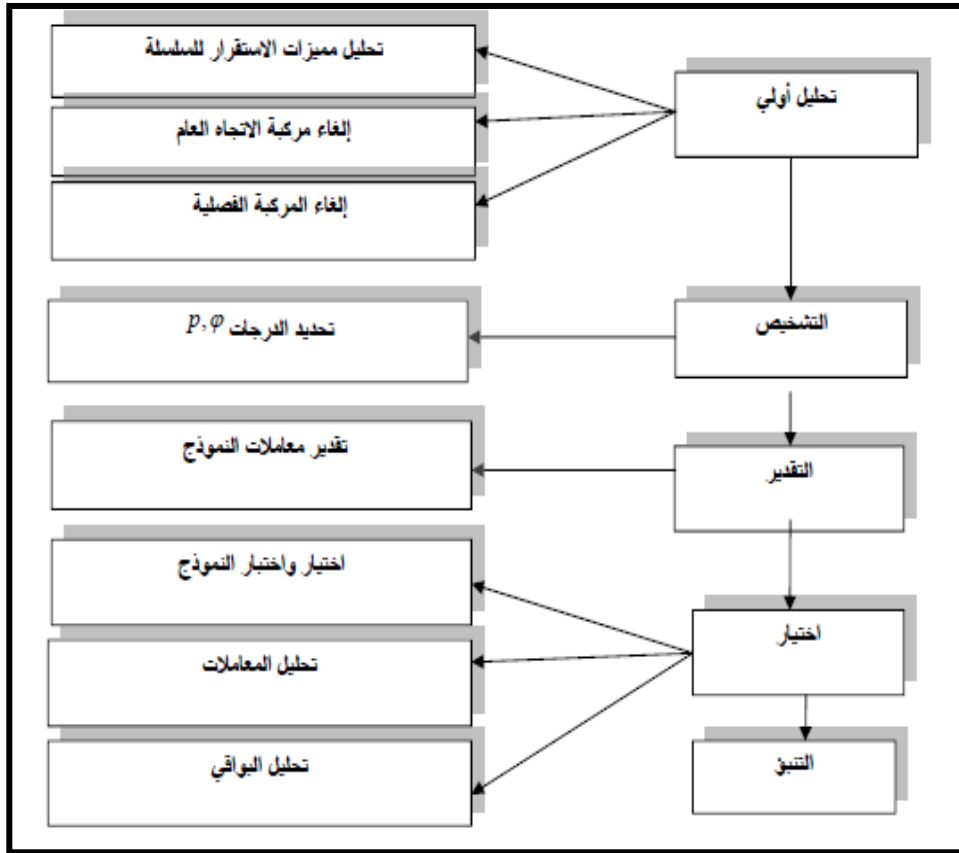 تحليل أولي
تحليل مميزات الاستقرار للسلسلة
إلغاء مركبة الاتجاه العام
إلغاء المركبة الفصلية
التشخيص
تحديد الدرجات p, φ
التقدير
تقدير معاملات النموذج
اختيار
اختيار واختبار النموذج
تحليل المعاملات
تحليل البواقي
التنبؤ